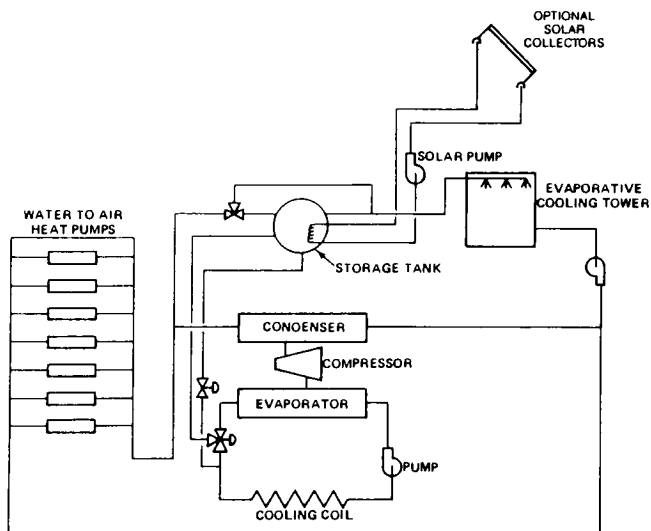 OPTIONAL
SOLAR
COLLECTORS
SOLAR PUMP
EVAPORATIVE
COOLING TOWER
WATER TO AIR
HEAT PUMPS
STORAGE TANK
CONDENSER
COMPRESSOR
EVAPORATOR
PUMP
COOLING COIL